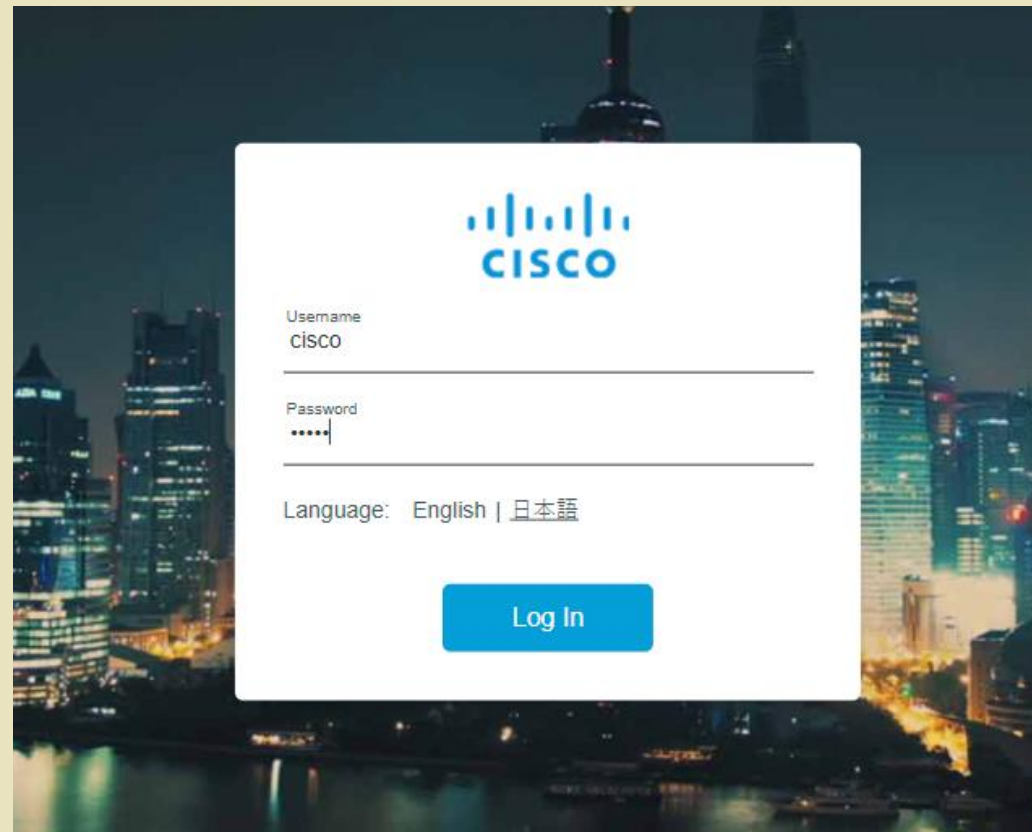 CISCO
Username
cisco
Password
•••••
Language: English | 日本語
Log In